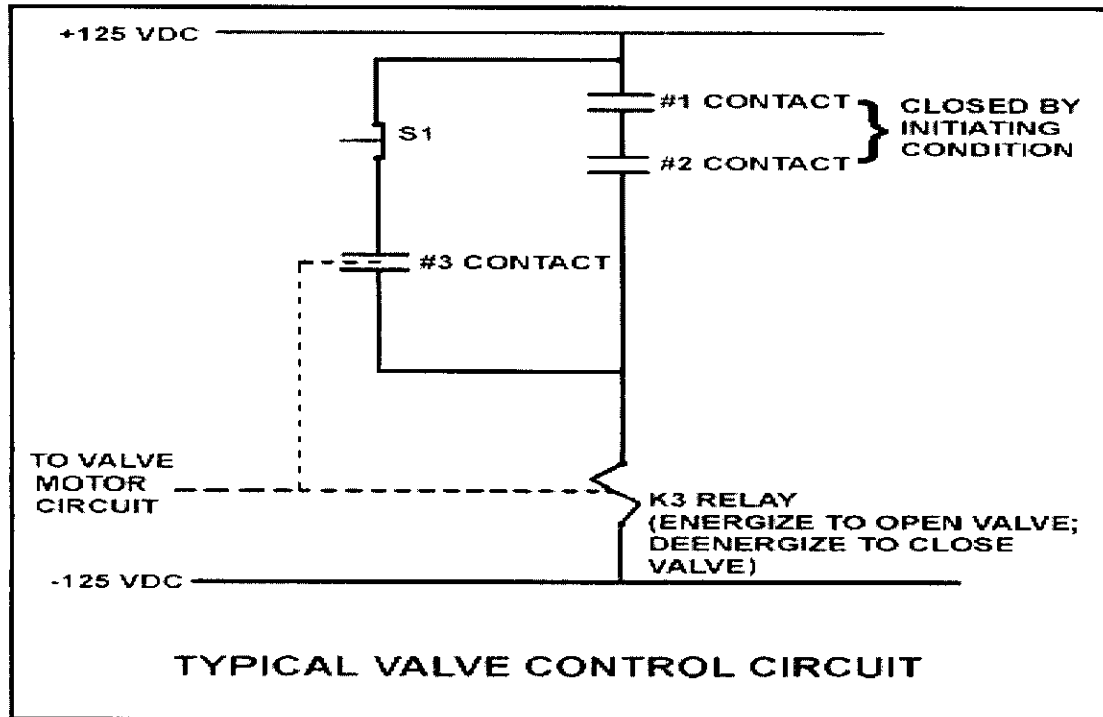 +125 VDC
#1 CONTACT
#2 CONTACT
CLOSED BY
INITIATING
CONDITION
S1
#3 CONTACT
TO VALVE
MOTOR
CIRCUIT
K3 RELAY
(ENERGIZE TO OPEN VALVE;
DEENERGIZE TO CLOSE
VALVE)
-125 VDC
TYPICAL VALVE CONTROL CIRCUIT